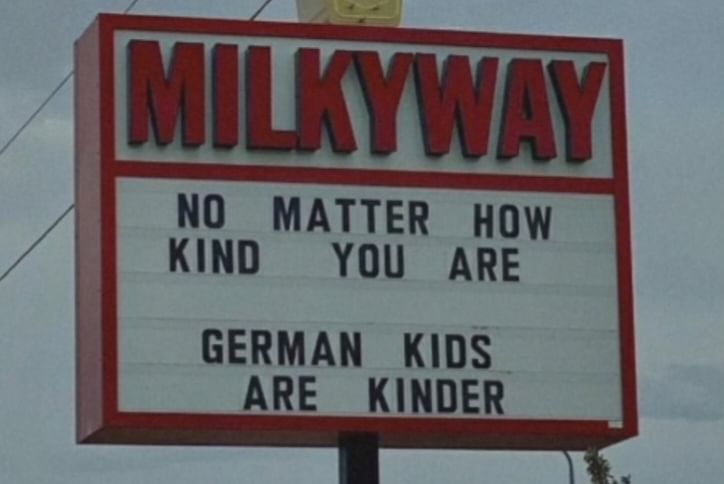 MILKYWAY
NO MATTER HOW
KIND YOU ARE
GERMAN KIDS
ARE KINDER